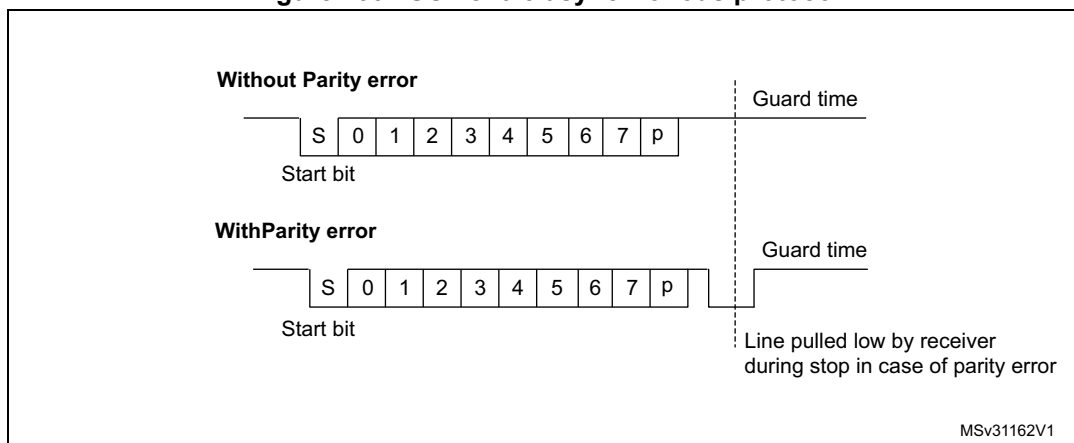 Without Parity error
Guard time
S 0 1 2 3 4 5 6 7 p
Start bit
WithParity error
Guard time
S 0 1 2 3 4 5 6 7 p
Start bit
Line pulled low by receiver
during stop in case of parity error
MSv31162V1